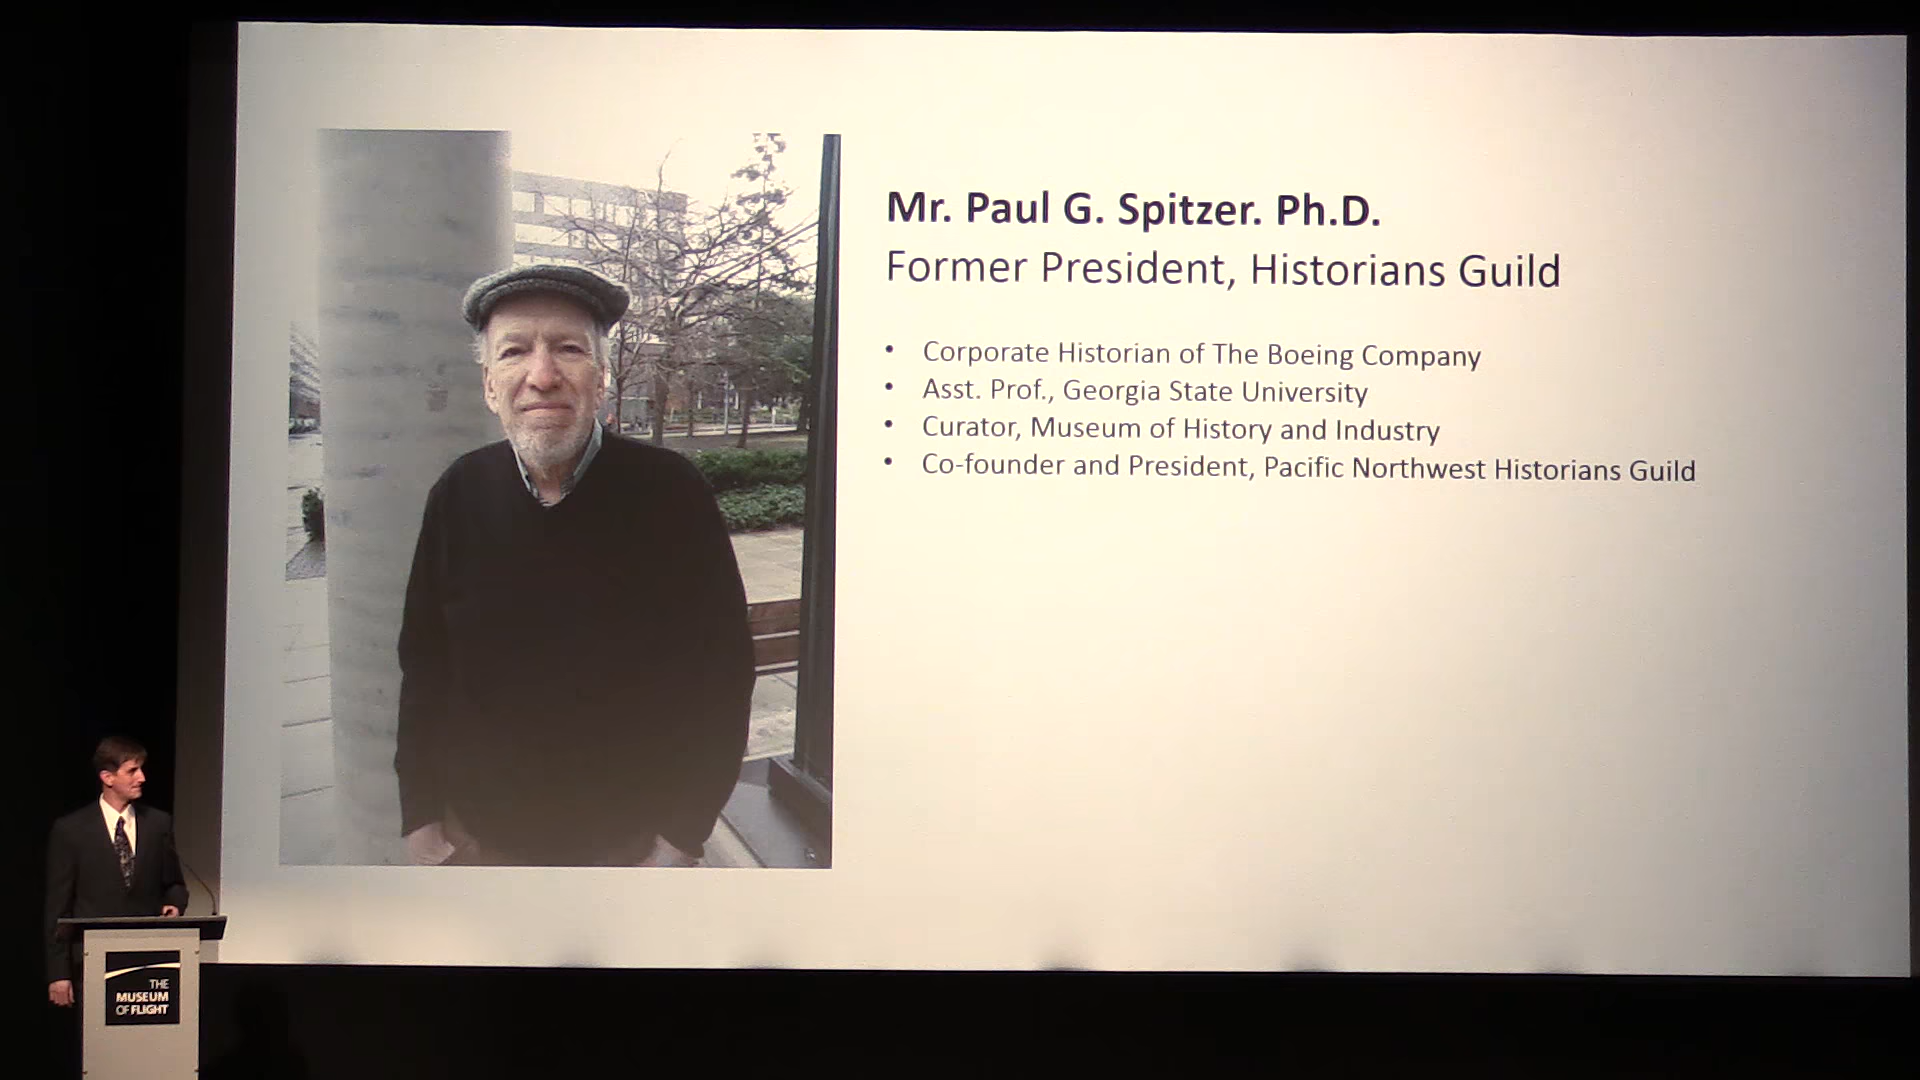 Mr. Paul G. Spitzer. Ph.D.
Former President, Historians Guild
• Corporate Historian of The Boeing Company
• Asst. Prof., Georgia State University
• Curator, Museum of History and Industry
• Co-founder and President, Pacific Northwest Historians Guild
THE
MUSEUM
OF FLIGHT